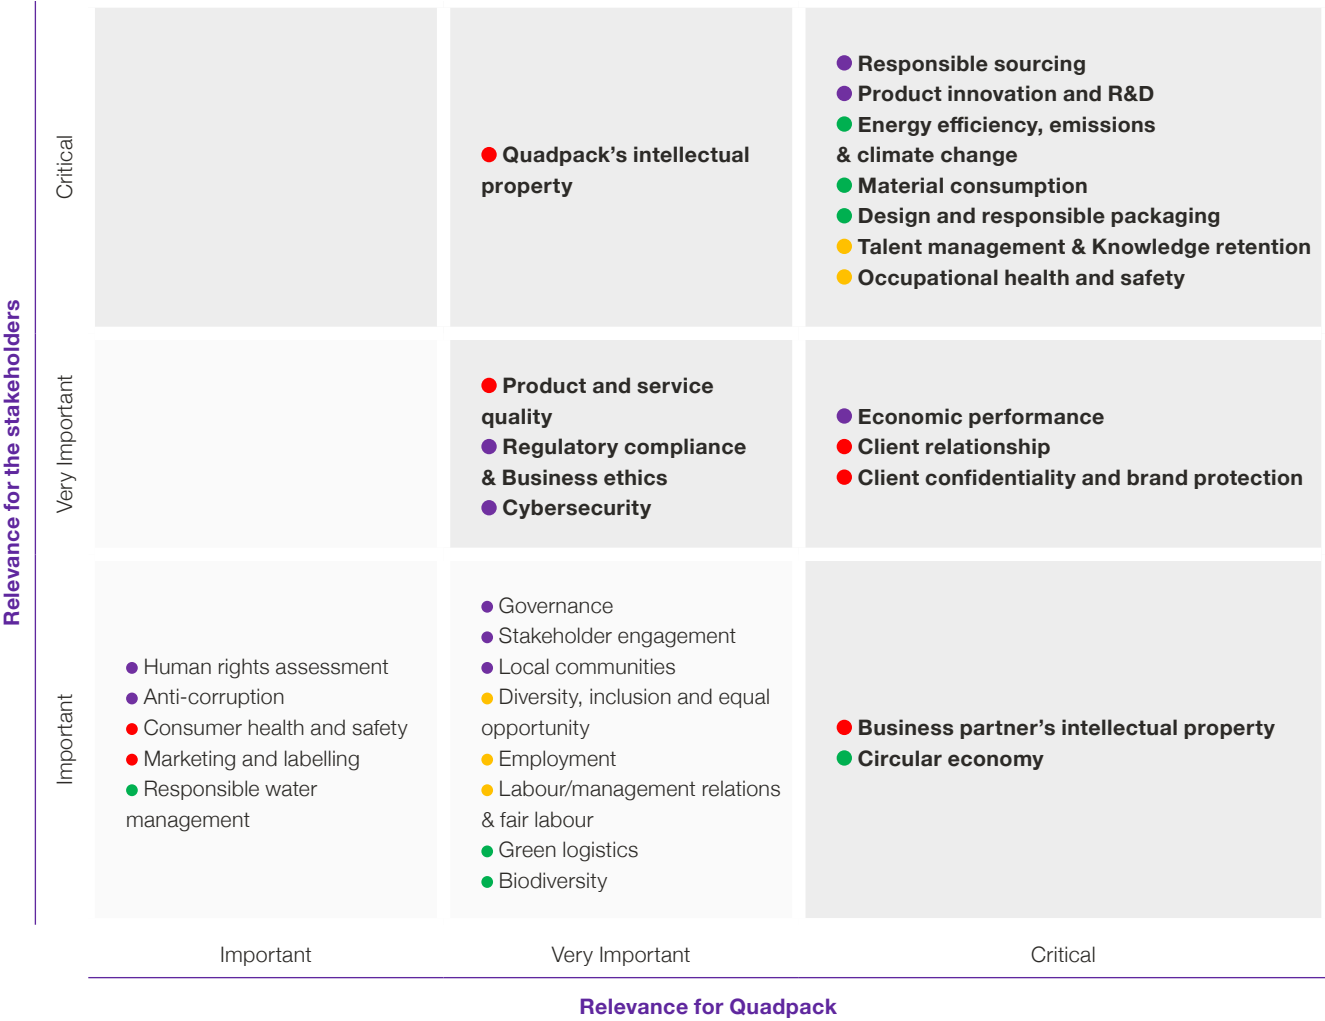 Relevance for the stakeholders
Critical
Quadpack’s intellectual
property
Responsible sourcing
Product innovation and R&D
Energy efficiency, emissions
& climate change
Material consumption
Design and responsible packaging
Talent management & Knowledge retention
Occupational health and safety
Very Important
Product and service
quality
Regulatory compliance
& Business ethics
Cybersecurity
Economic performance
Client relationship
Client confidentiality and brand protection
Important
Human rights assessment
Anti-corruption
Consumer health and safety
Marketing and labelling
Responsible water
management
Governance
Stakeholder engagement
Local communities
Diversity, inclusion and equal
opportunity
Employment
Labour/management relations
& fair labour
Green logistics
Biodiversity
Business partner’s intellectual property
Circular economy
Important
Very Important
Critical
Relevance for Quadpack